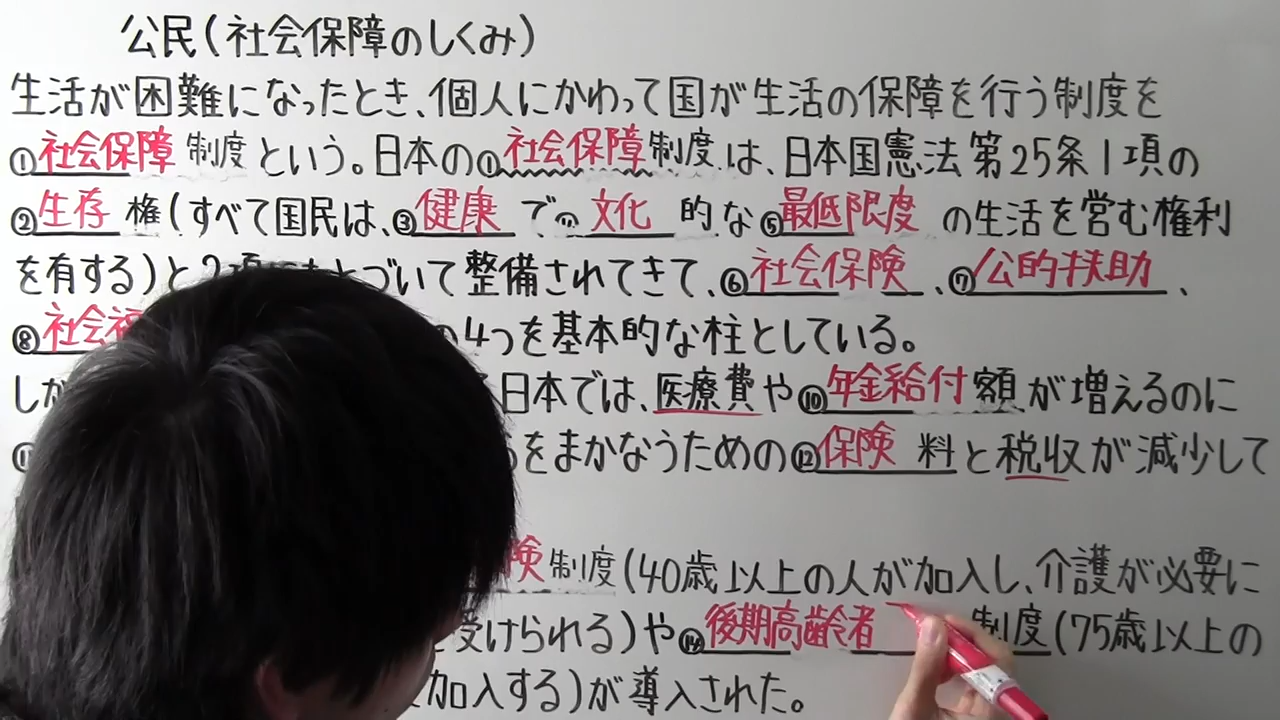 公民(社会保障のしくみ)
生活が困難になったとき、個人にかわって国が生活の保障を行う制度を
①社会保障制度という。日本の①社会保障制度は、日本国憲法第25条1項の
②生存権(すべて国民は、③健康で④文化的な⑤最低限度の生活を営む権利
を有する)と2項にもとづいて整備されてきて、⑥社会保険、⑦公的扶助、
⑧社会福 の4つを基本的な柱としている。
しか 日本では、医療費や⑩年金給付額が増えるのに
をまかなうための⑫保険料と税収が減少して
険制度(40歳以上の人が加入し、介護が必要に
受けられる)や⑭後期高齢者 制度(75歳以上の
加入する)が導入された。